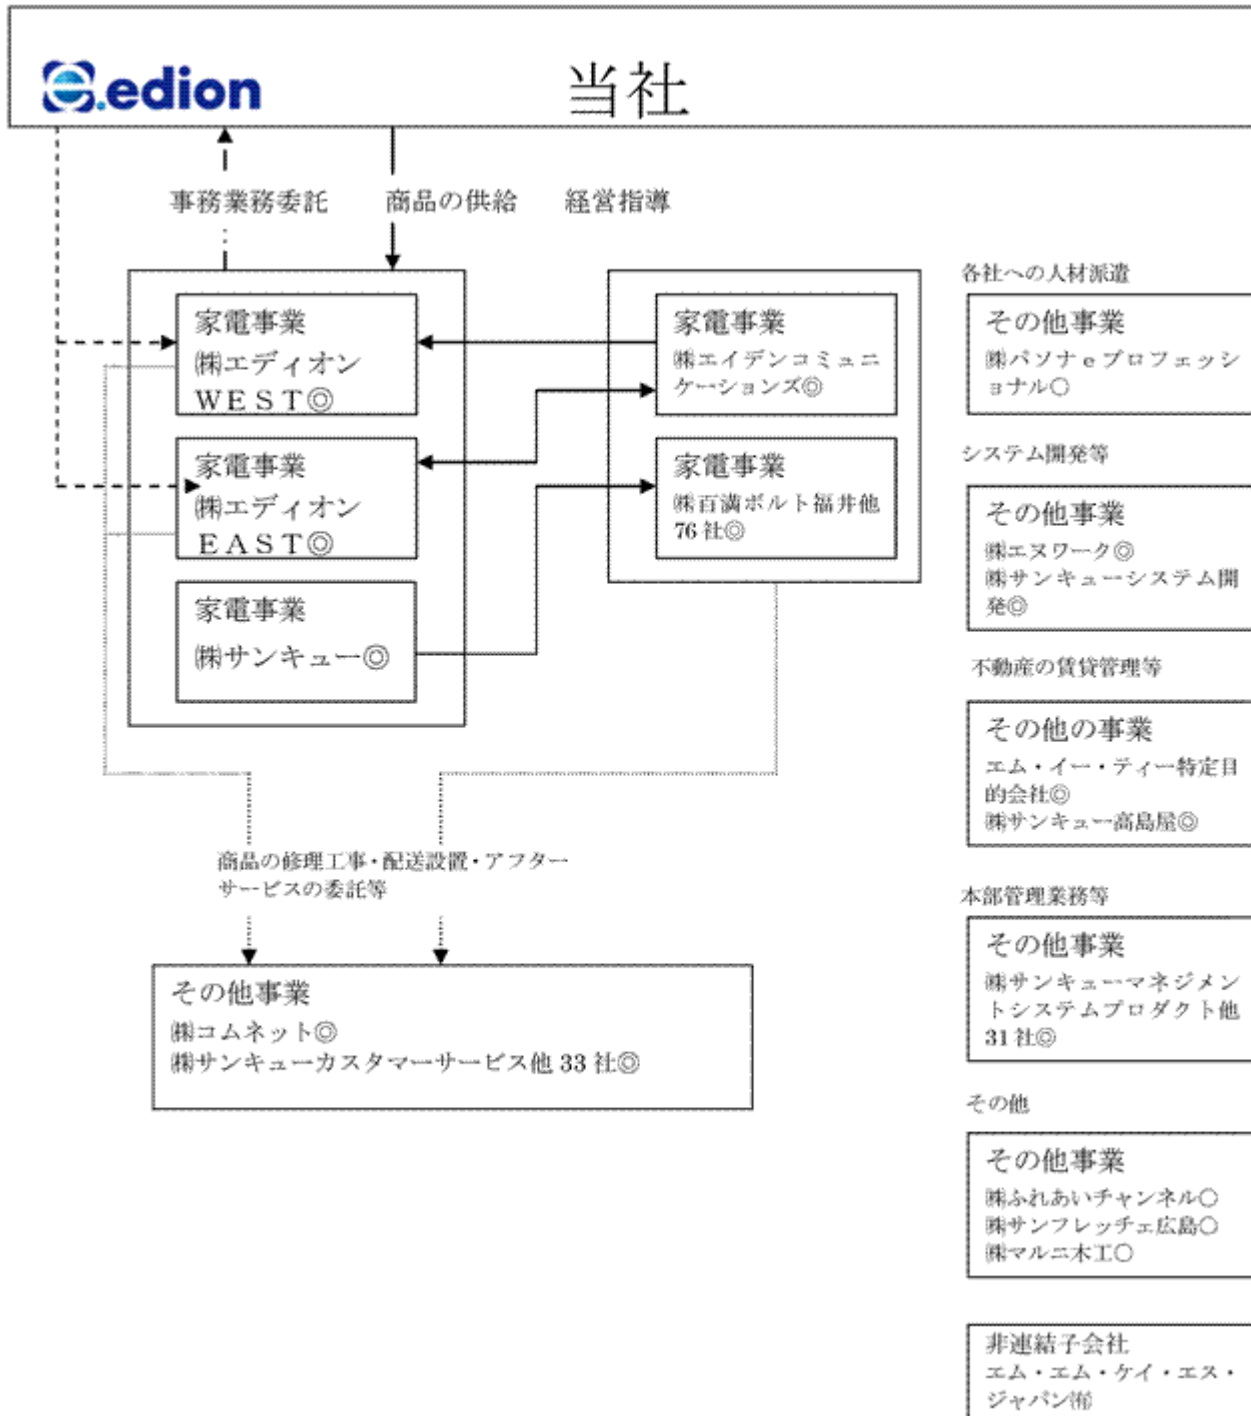 e.edion
当社
事務業務委託
商品の供給
経営指導
家電事業
㈱エディオン
WEST◎
家電事業
㈱エディオン
EAST◎
家電事業
㈱サンキュー◎
家電事業
㈱エイデンコミュニ
ケーションズ◎
家電事業
㈱百満ボルト福井他
76社◎
各社への人材派遣
その他事業
㈱パソナeプロフェッシ
ョナル○
システム開発等
その他事業
㈱エヌワーク◎
㈱サンキューシステム開
発◎
不動産の賃貸管理等
その他の事業
エム・イー・ティー特定目
的会社◎
㈱サンキュー高島屋◎
本部管理業務等
その他事業
㈱サンキューマネジメン
トシステムプロダクト他
31社◎
その他
その他事業
㈱ふれあいチャンネル○
㈱サンフレッチェ広島○
㈱マルニ木工○
非連結子会社
エム・エム・ケイ・エス・
ジャパン㈲
商品の修理工事・配送設置・アフター
サービスの委託等
その他事業
㈱コムネット◎
㈱サンキューカスタマーサービス他33社◎